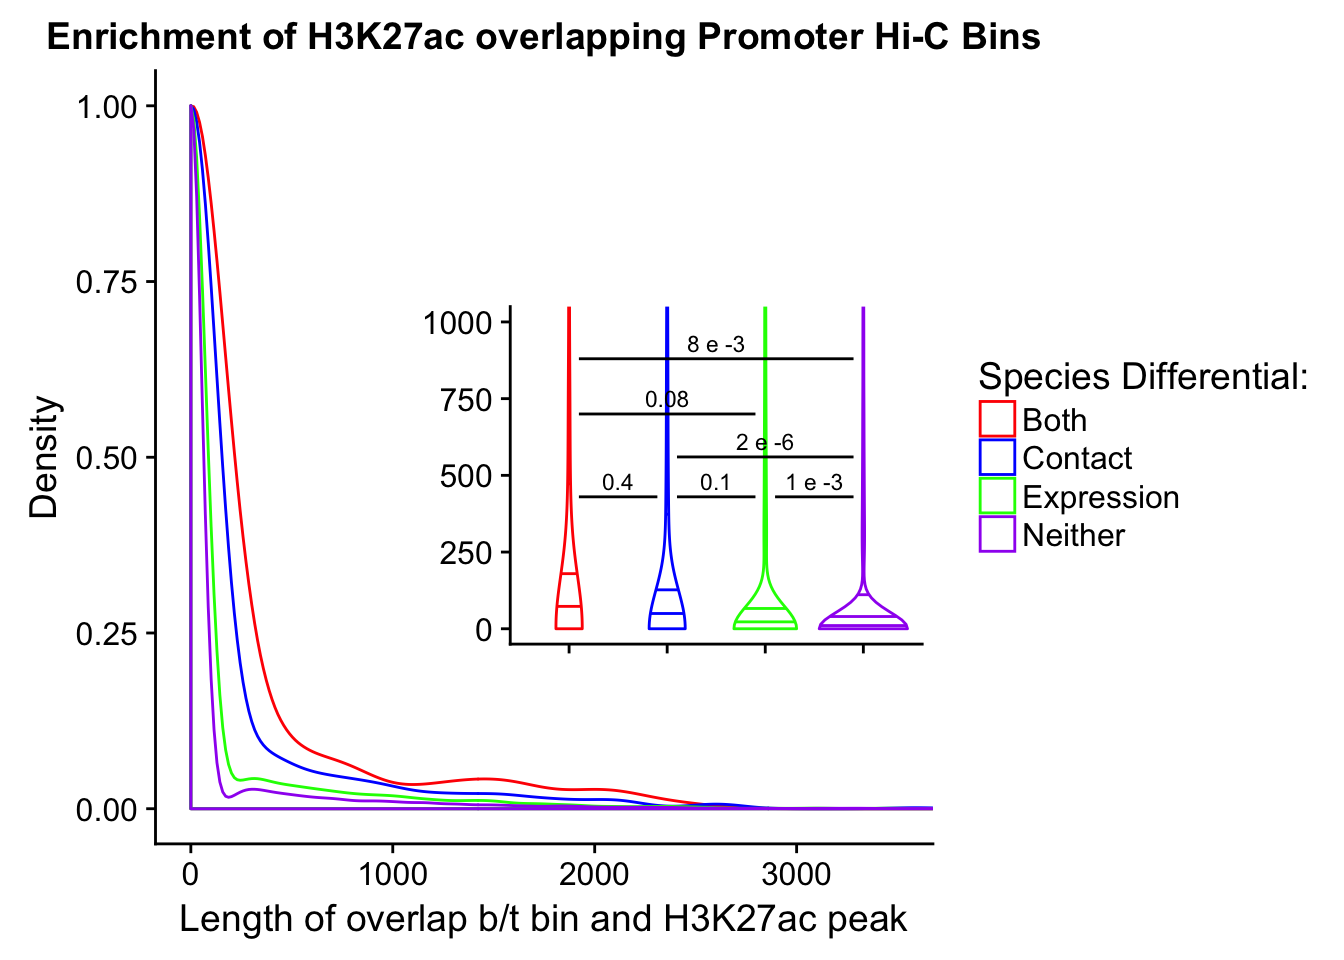 Enrichment of H3K27ac overlapping Promoter Hi-C Bins
Density
1.00
0.75
0.50
0.25
0.00
0
1000
2000
3000
Length of overlap b/t bin and H3K27ac peak
1000
750
500
250
0
8 e -3
0.08
2 e -6
0.4
0.1
1 e -3
Species Differential:
Both
Contact
Expression
Neither